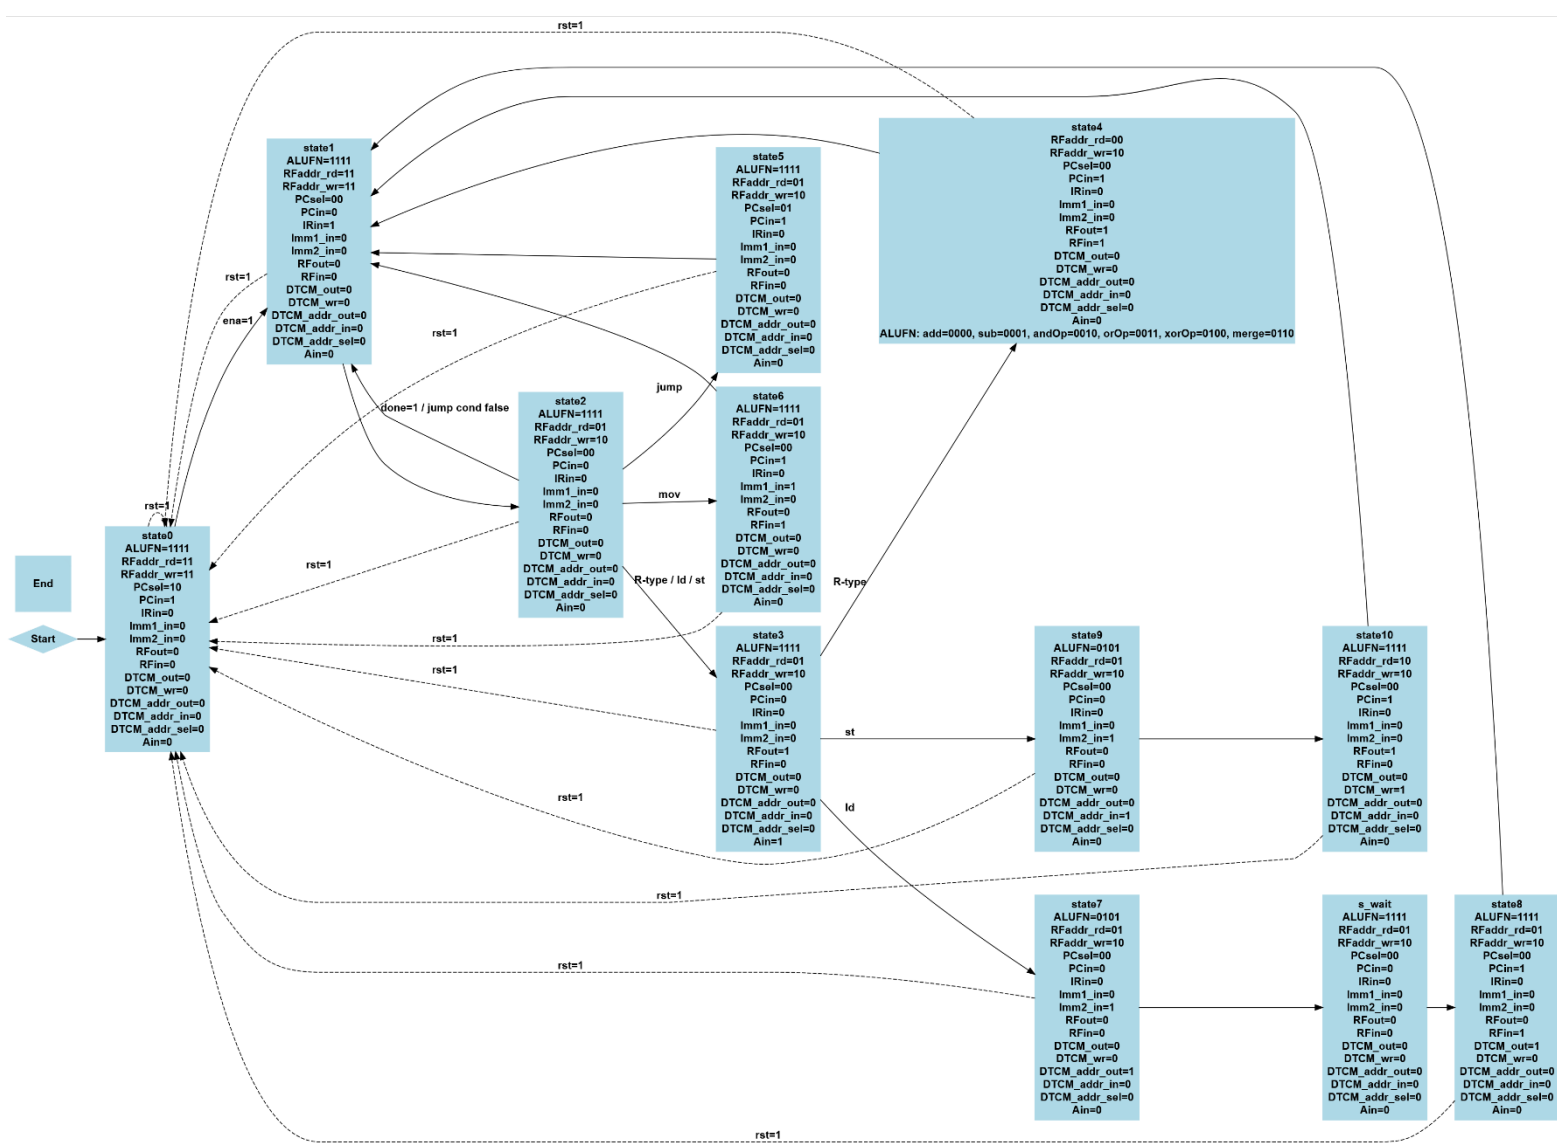 rst=1
state1
ALUFN=1111
RFaddr_rd=11
RFaddr_wr=11
PCsel=00
PCin=0
IRin=1
Imm1_in=0
Imm2_in=0
RFout=0
RFin=0
DTCM_out=0
DTCM_wr=0
DTCM_addr_out=0
DTCM_addr_in=0
DTCM_addr_sel=0
Ain=0
state5
ALUFN=1111
RFaddr_rd=01
RFaddr_wr=10
PCsel=01
PCin=1
IRin=0
Imm1_in=0
Imm2_in=0
RFout=0
RFin=0
DTCM_out=0
DTCM_wr=0
DTCM_addr_out=0
DTCM_addr_in=0
DTCM_addr_sel=0
Ain=0
state4
RFaddr_rd=00
RFaddr_wr=10
PCsel=00
PCin=1
IRin=0
Imm1_in=0
Imm2_in=0
RFout=1
RFin=1
DTCM_out=0
DTCM_wr=0
DTCM_addr_out=0
DTCM_addr_in=0
DTCM_addr_sel=0
Ain=0
ALUFN: add=0000, sub=0001, andOp=0010, orOp=0011, xorOp=0100, merge=0110
rst=1
ena=1
rst=1
jump
done=1 / jump cond false
state2
ALUFN=1111
RFaddr_rd=01
RFaddr_wr=10
PCsel=00
PCin=0
IRin=0
Imm1_in=0
Imm2_in=0
RFout=0
RFin=0
DTCM_out=0
DTCM_wr=0
DTCM_addr_out=0
DTCM_addr_in=0
DTCM_addr_sel=0
Ain=0
mov
state6
ALUFN=1111
RFaddr_rd=01
RFaddr_wr=10
PCsel=00
PCin=1
IRin=0
Imm1_in=1
Imm2_in=0
RFout=0
RFin=1
DTCM_out=0
DTCM_wr=0
DTCM_addr_out=0
DTCM_addr_in=0
DTCM_addr_sel=0
Ain=0
rst=1
state0
ALUFN=1111
RFaddr_rd=11
RFaddr_wr=11
PCsel=10
PCin=1
IRin=0
Imm1_in=0
Imm2_in=0
RFout=0
RFin=0
DTCM_out=0
DTCM_wr=0
DTCM_addr_out=0
DTCM_addr_in=0
DTCM_addr_sel=0
Ain=0
End
Start
rst=1
R-type / ld / st
R-type
rst=1
rst=1
state3
ALUFN=1111
RFaddr_rd=01
RFaddr_wr=10
PCsel=00
PCin=0
IRin=0
Imm1_in=0
Imm2_in=0
RFout=1
RFin=0
DTCM_out=0
DTCM_wr=0
DTCM_addr_out=0
DTCM_addr_in=0
DTCM_addr_sel=0
Ain=1
st
ld
state9
ALUFN=0101
RFaddr_rd=01
RFaddr_wr=10
PCsel=00
PCin=0
IRin=0
Imm1_in=0
Imm2_in=1
RFout=0
RFin=0
DTCM_out=0
DTCM_wr=0
DTCM_addr_out=0
DTCM_addr_in=1
DTCM_addr_sel=0
Ain=0
state10
ALUFN=1111
RFaddr_rd=10
RFaddr_wr=10
PCsel=00
PCin=1
IRin=0
Imm1_in=0
Imm2_in=0
RFout=1
RFin=0
DTCM_out=0
DTCM_wr=1
DTCM_addr_out=0
DTCM_addr_in=0
DTCM_addr_sel=0
Ain=0
rst=1
rst=1
rst=1
state7
ALUFN=0101
RFaddr_rd=01
RFaddr_wr=10
PCsel=00
PCin=0
IRin=0
Imm1_in=0
Imm2_in=1
RFout=0
RFin=0
DTCM_out=0
DTCM_wr=0
DTCM_addr_out=1
DTCM_addr_in=0
DTCM_addr_sel=0
Ain=0
s_wait
ALUFN=1111
RFaddr_rd=01
RFaddr_wr=10
PCsel=00
PCin=0
IRin=0
Imm1_in=0
Imm2_in=0
RFout=0
RFin=0
DTCM_out=0
DTCM_wr=0
DTCM_addr_out=0
DTCM_addr_in=0
DTCM_addr_sel=0
Ain=0
state8
ALUFN=1111
RFaddr_rd=01
RFaddr_wr=10
PCsel=00
PCin=1
IRin=0
Imm1_in=0
Imm2_in=0
RFout=0
RFin=1
DTCM_out=1
DTCM_wr=0
DTCM_addr_out=0
DTCM_addr_in=0
DTCM_addr_sel=0
Ain=0
rst=1